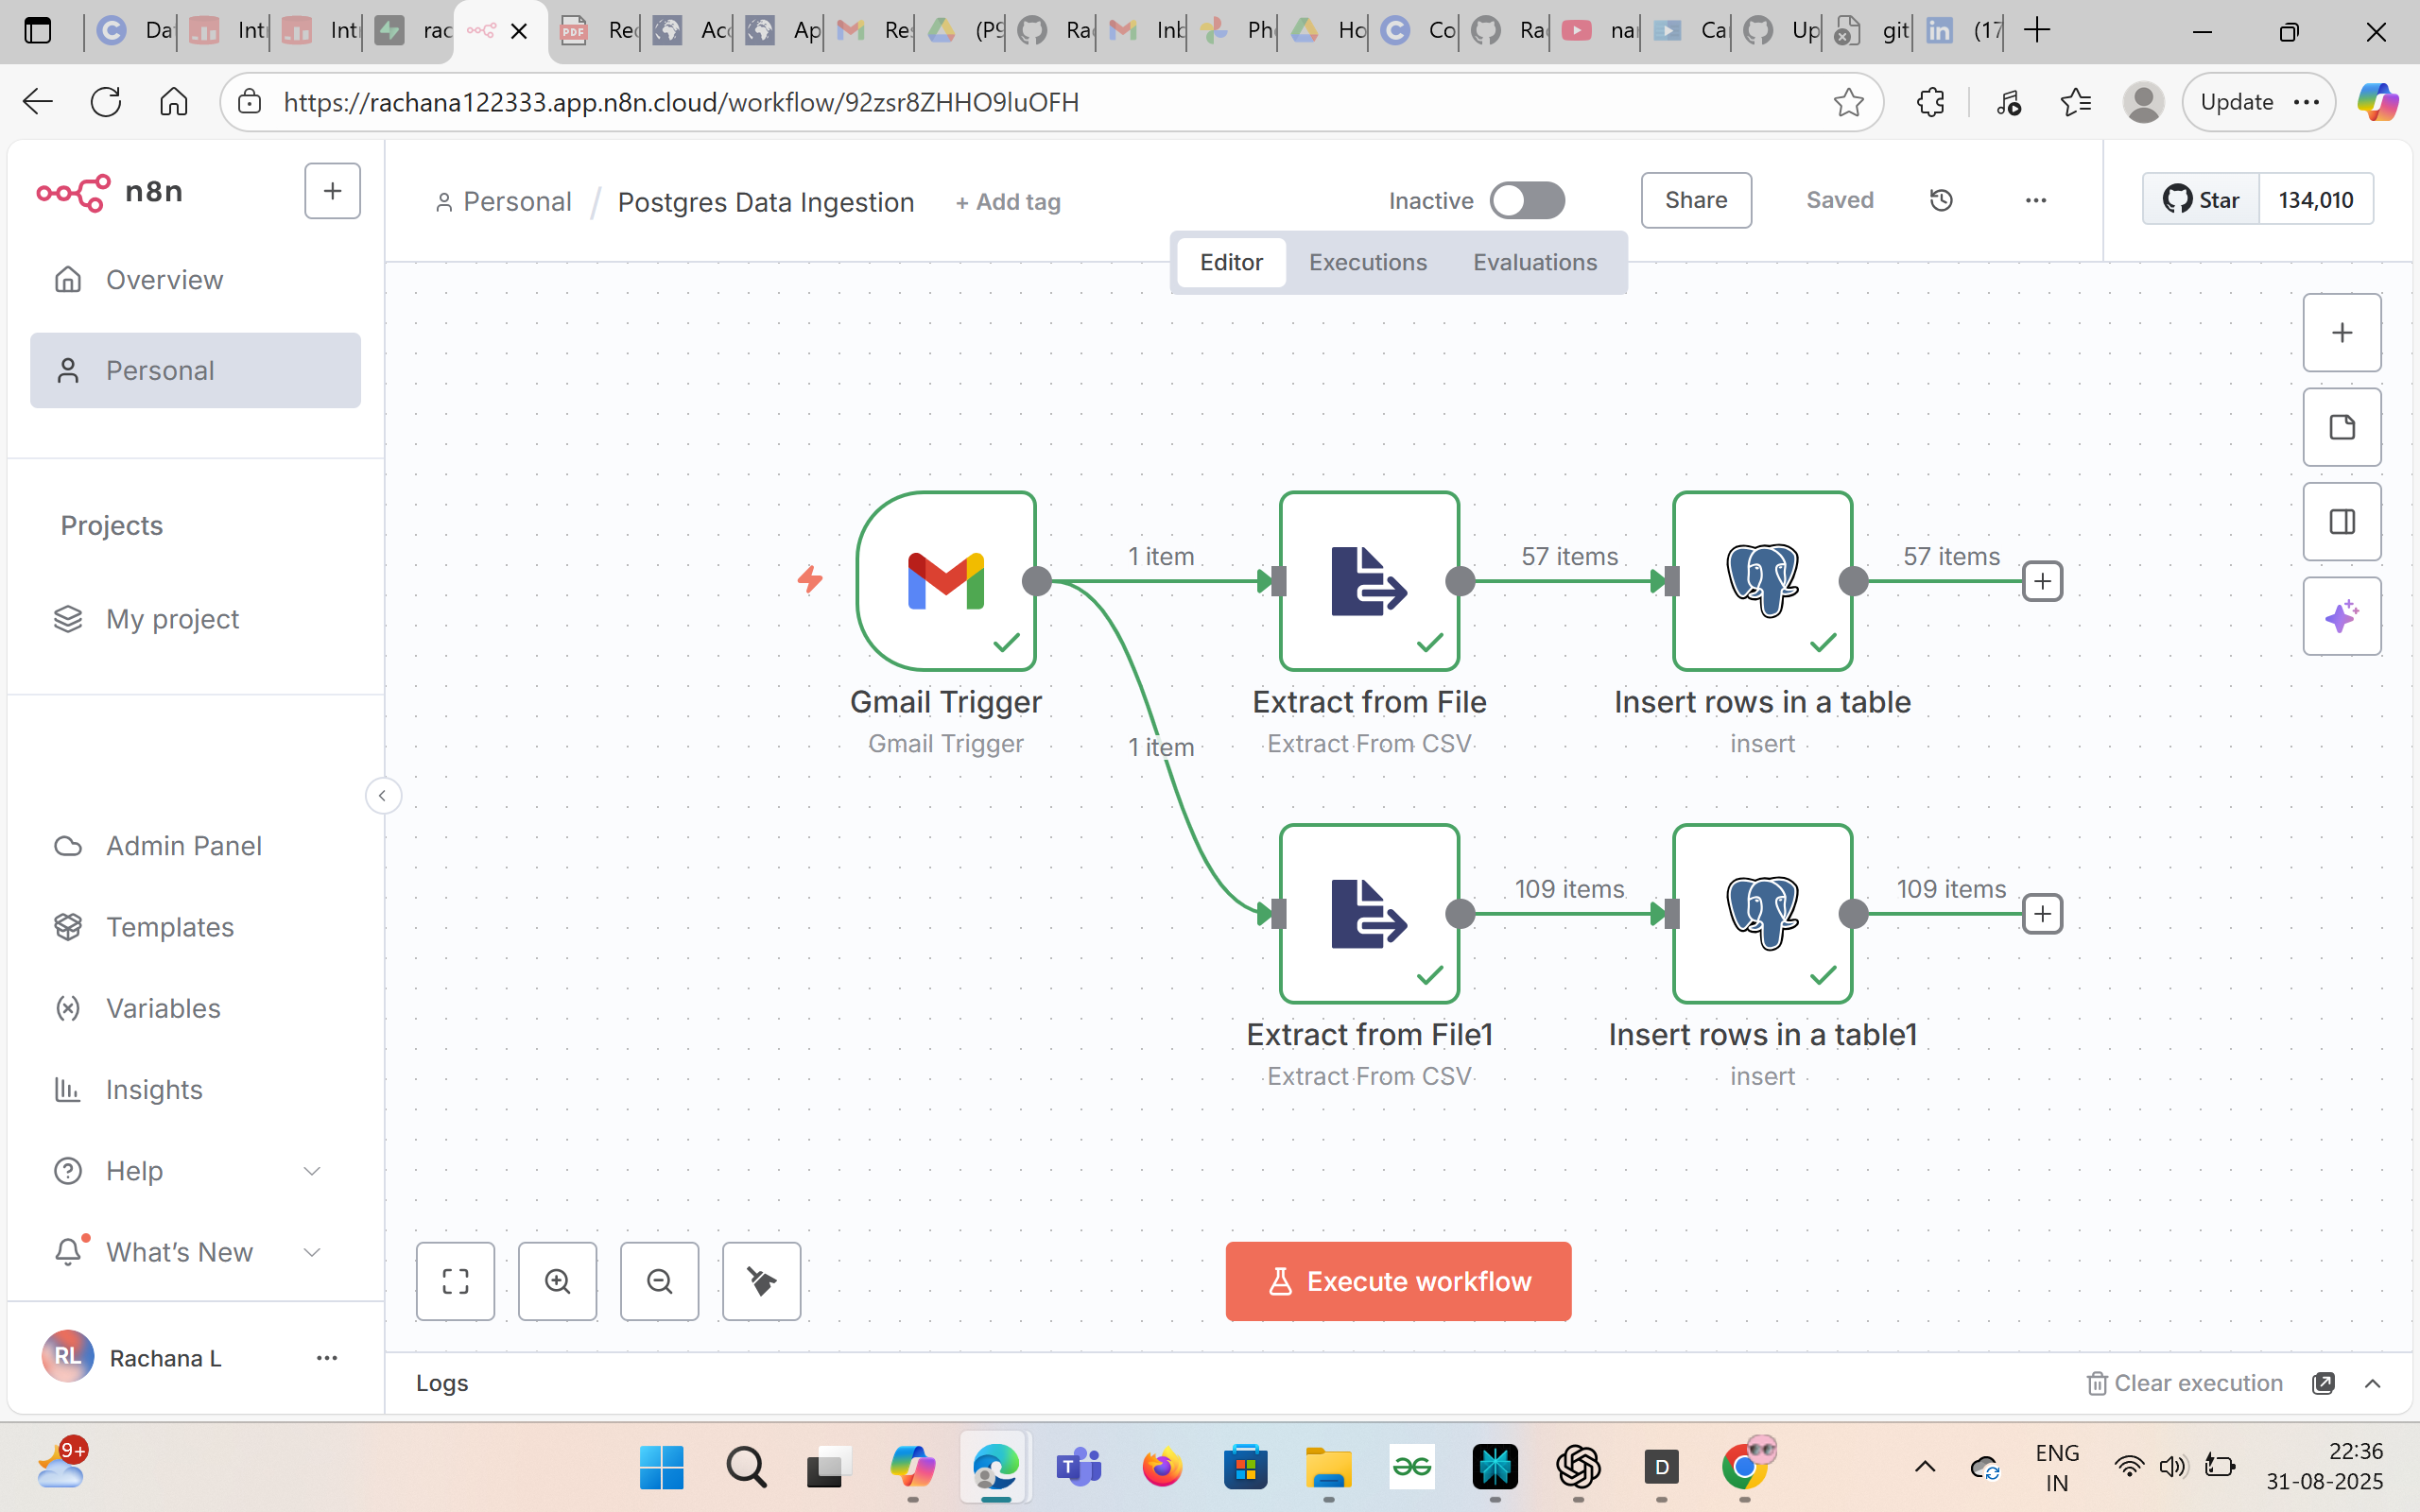 Da
Int
Int
rac
PDF
Rec
Acc
Ap
Re
(P9
Ra
Int
Ph
Ho
Co
Ra
nar
Ca
Up
git
(17
https://rachana122333.app.n8n.cloud/workflow/92zsr8ZHHO9luOFH
Update
n8n
Personal / Postgres Data Ingestion
+ Add tag
Inactive
Share
Saved
Star
134,010
Editor
Executions
Evaluations
Overview
Personal
Projects
My project
Admin Panel
Templates
Variables
Insights
Help
What's New
RL
Rachana L
1 item
57 items
57 items
Gmail Trigger
Gmail Trigger
Extract from File
Extract From CSV
Insert rows in a table
insert
1 item
109 items
109 items
Extract from File1
Extract From CSV
Insert rows in a table1
insert
Execute workflow
Logs
Clear execution
9+
T
D
ENG
IN
22:36
31-08-2025